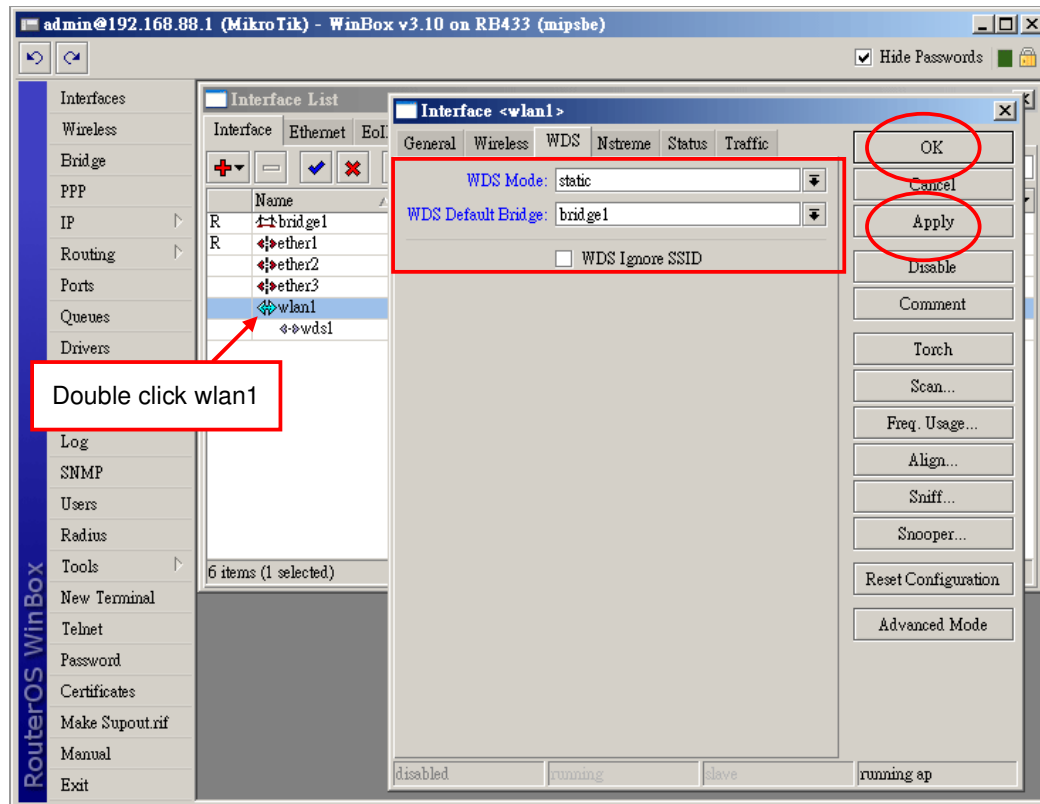 admin@192.168.88.1 (MikroTik) - WinBox v3.10 on RB433 (mipsbe)
Hide Passwords
Interfaces
Wireless
Bridge
PPP
IP
Routing
Ports
Queues
Drivers
Log
SNMP
Users
Radius
Tools
New Terminal
Telnet
Password
Certificates
Make Supout.rif
Manual
Exit
RouterOS WinBox
Interface List
Interface Ethernet EoI
Name
R bridge1
R ether1
ether2
ether3
wlan1
wds1
6 items (1 selected)
Double click wlan1
Interface <wlan1>
General Wireless WDS Nstreme Status Traffic
WDS Mode: static
WDS Default Bridge: bridge1
WDS Ignore SSID
OK
Cancel
Apply
Disable
Comment
Torch
Scan...
Freq. Usage...
Align...
Sniff...
Snooper...
Reset Configuration
Advanced Mode
disabled running slave running ap